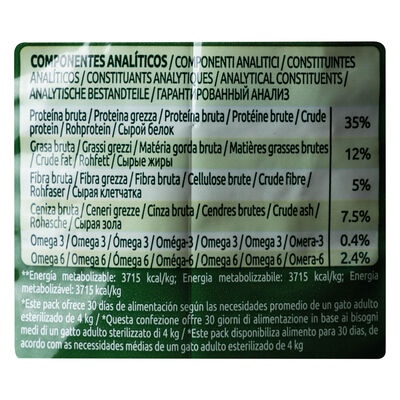 COMPONENTES ANALÍTICOS / COMPONENTI ANALITICI / CONSTITUINTES
ANALÍTICOS / CONSTITUANTS ANALYTIQUES / ANALYTICAL CONSTITUENTS /
ANALYTISCHE BESTANDTEILE / ГАРАНТИРОВАННЫЙ АНАЛИЗ
Proteína bruta / Proteina grezza / Proteína bruta / Protéine brute / Crude
protein / Rohprotein / Сырой белок
35%
Grasa bruta / Grassi grezzi / Matéria gorda bruta / Matières grasses brutes
/ Crude fat / Rohfett / Сырые жиры
12%
Fibra bruta / Fibra grezza / Fibra bruta / Cellulose brute / Crude fibre /
Rohfaser / Сырая клетчатка
5%
Ceniza bruta / Ceneri grezze / Cinza bruta / Cendres brutes / Crude ash /
Rohasche / Сырая зола
7.5%
Omega 3 / Omega 3 / Ómega 3 / Oméga-3 / Omega 3 / Omega 3 / Омега-3 0.4%
Omega 6 / Omega 6 / Ómega 6 / Oméga-6 / Omega 6 / Omega 6 / Омега-6 2.4%
**Energía metabolizable: 3715 kcal/kg / Energia metabolizzabile: 3715 kcal/kg / Energia
metabolizável: 3715 kcal/kg
*Este pack ofrece 30 días de alimentación según las necesidades promedio de un gato adulto
esterilizado de 4 kg / *Questa confezione offre 30 giorni di alimentazione in base ai bisogni
medi di un gatto adulto sterilizzato di 4 kg / *Este pack disponibiliza alimento para 30 dias, de
acordo com as necessidades médias de um gato adulto esterilizado de 4 kg.